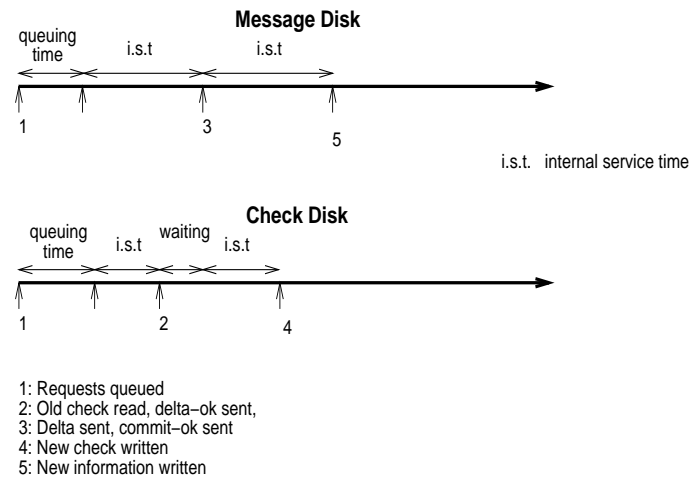 Message Disk
queuing
time
i.s.t
i.s.t
1
3
5
i.s.t. internal service time
Check Disk
queuing
time
i.s.t
waiting
i.s.t
1
2
4
1: Requests queued
2: Old check read, delta−ok sent,
3: Delta sent, commit−ok sent
4: New check written
5: New information written